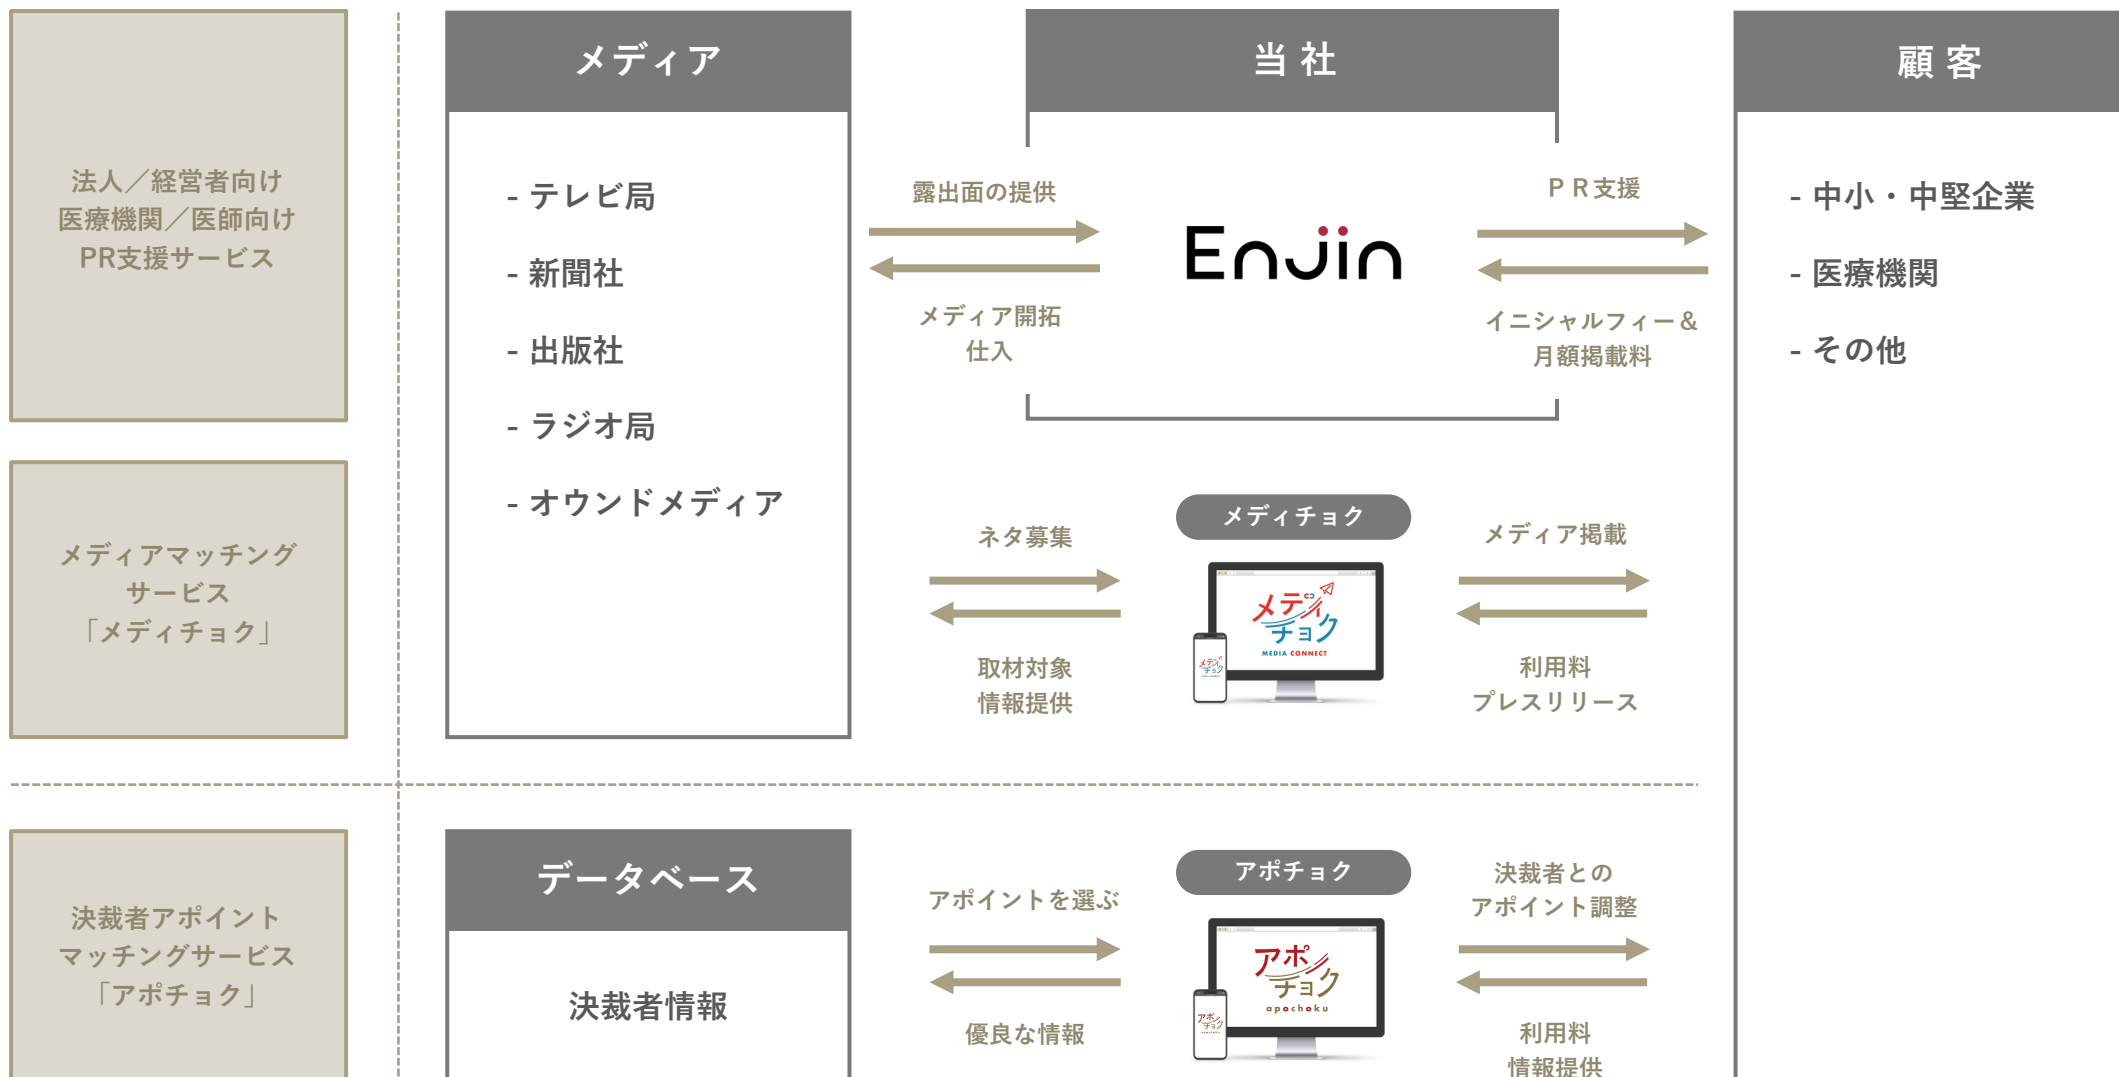 メディア
当社
顧客
法人／経営者向け
医療機関／医師向け
PR支援サービス
- テレビ局
- 新聞社
- 出版社
- ラジオ局
- オウンドメディア
露出面の提供
メディア開拓
仕入
Enjin
ＰＲ支援
イニシャルフィー＆
月額掲載料
- 中小・中堅企業
- 医療機関
- その他
メディアマッチング
サービス
「メディチョク」
ネタ募集
取材対象
情報提供
メディチョク
メディチョク
MEDIA CONNECT
メディチョク
メディア掲載
利用料
プレスリリース
決裁者アポイント
マッチングサービス
「アポチョク」
データベース
決裁者情報
アポイントを選ぶ
優良な情報
アポチョク
アポチョク
apochoku
アポチョク
決裁者との
アポイント調整
利用料
情報提供